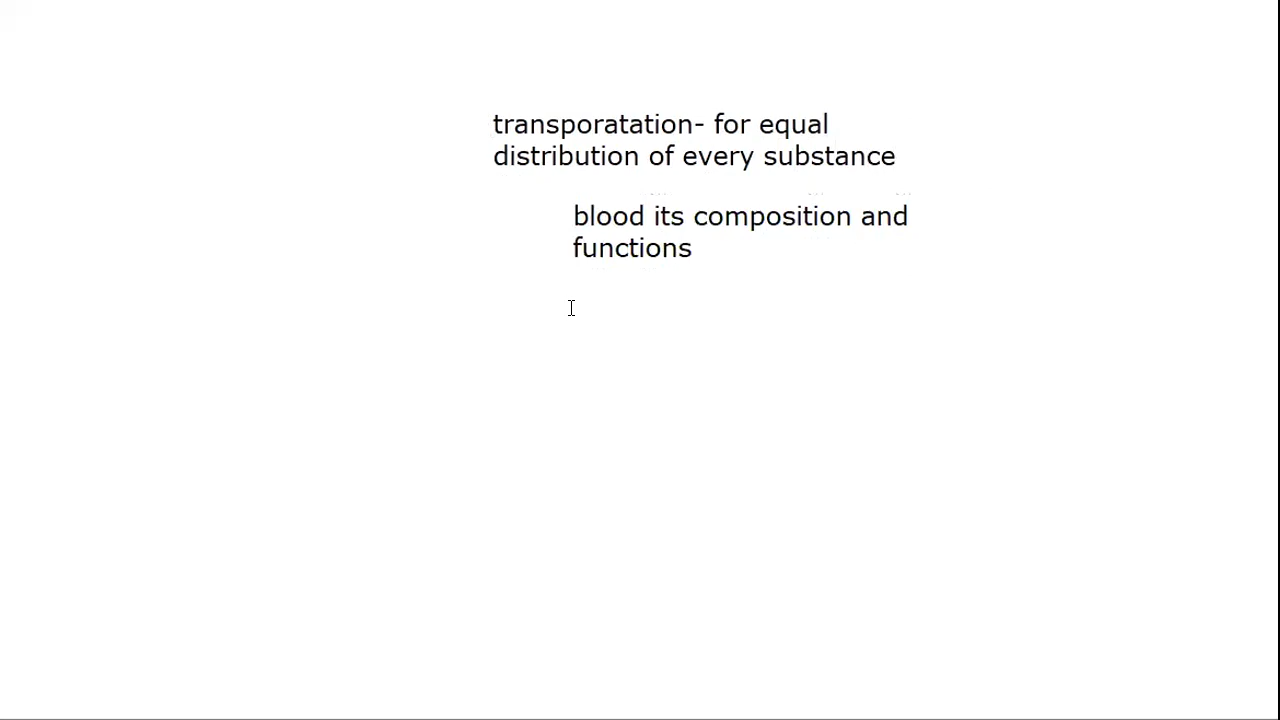 transporatation- for equal
distribution of every substance
blood its composition and
functions